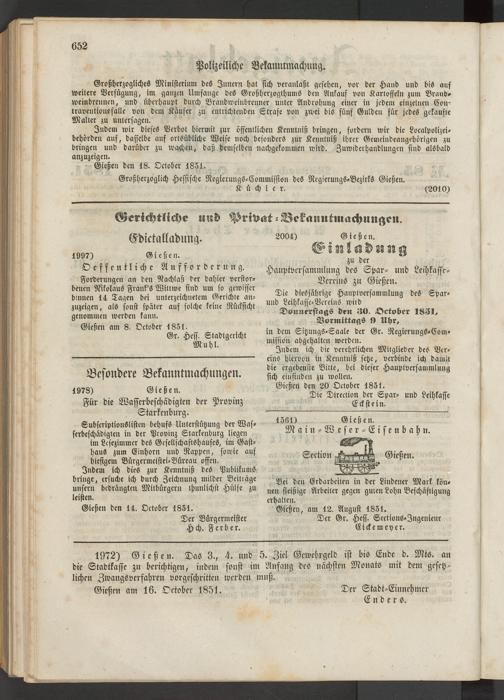 652
Polizeiliche Bekanntmachung.
Großherzogliches Ministerium des Innern hat sich veranlaßt gesehen, vor der Hand und bis auf
weitere Verfügung, im ganzen Umfange des Großherzogthums den Ankauf von Kartoffeln zum Brand-
weinbrennen, und überhaupt durch Brandweinbrenner unter Androhung einer in jedem einzelnen Con-
traventionsfalle von dem Käufer zu entrichtenden Strafe von zwei bis fünf Gulden für jedes gekaufte
Malter zu untersagen.
Indem wir dieses Verbot hiermit zur öffentlichen Kenntniß bringen, fordern wir die Localpolizei-
behörden auf, dasselbe auf ortsübliche Weise noch besonders zur Kenntniß ihrer Gemeindeangehörigen zu
bringen und darüber zu wachen, daß demselben nachgekommen wird. Zuwiderhandlungen sind alsbald
anzuzeigen.
Gießen den 18. October 1851.
Großherzoglich Hessische Regierungs-Commission des Regierungs-Bezirks Gießen.
Küchler. (2010)
Gerichtliche und Privat-Bekanntmachungen.
Edictalladung.
1997) Gießen.
Oeffentliche Aufforderung.
Forderungen an den Nachlaß der dahier verstor-
benen Nikolaus Frank's Wittwe sind um so gewisser
binnen 14 Tagen bei unterzeichnetem Gerichte an-
zuzeigen, als sonst später auf solche keine Rücksicht
genommen werden kann.
Gießen am 8. October 1851.
Gr. Hess. Stadtgericht
Muhl.
Besondere Bekanntmachungen.
1978) Gießen.
Für die Wasserbeschädigten der Provinz
Starkenburg.
Subscriptionslisten behufs Unterstützung der Was-
serbeschädigten in der Provinz Starkenburg liegen
im Lesezimmer des Gesellschaftshauses, im Gast-
haus zum Einhorn und Rappen, sowie auf
diesigem Bürgermeister-Büreau offen.
Indem ich dies zur Kenntniß des Publikums
bringe, ersuche ich durch Zeichnung milder Beiträge
unsern bedrängten Mitbürgern thunlichst Hülfe zu
leisten.
Gießen den 14. October 1851.
Der Bürgermeister
Hch. Ferber.
2004) Gießen.
Einladung
zu der
Hauptversammlung des Spar- und Leihkasse-
Vereins zu Gießen.
Die diesjährige Hauptversammlung des Spar-
und Leihkasse-Vereins wird
Donnerstags den 30. October 1851,
Vormittags 9 Uhr,
in dem Sitzungs-Saale der Gr. Regierungs-Com-
mission abgehalten werden.
Indem ich die verehrlichen Mitglieder des Ver-
eins hiervon in Kenntniß setze, verbinde ich damit
die ergebenste Bitte, bei dieser Hauptversammlung
sich einfinden zu wollen.
Gießen den 20 October 1851.
Die Direction der Spar- und Leihkasse
Eckstein.
1561) Gießen.
Main-Weser-Eisenbahn.
Section Gießen.
Bei den Erdarbeiten in der Lindener Mark kön-
nen fleißige Arbeiter gegen guten Lohn Beschäftigung
erhalten.
Gießen, am 12. August 1851.
Der Gr. Hess. Sections-Ingenieur
Eickemeyer.
1972) Gießen. Das 3., 4. und 5. Ziel Gewehrgeld ist bis Ende d. Mts. an
die Stadtkasse zu berichtigen, indem sonst im Anfang des nächsten Monats mit dem gesetz-
lichen Zwangsverfahren vorgeschritten werden muß.
Gießen am 16. October 1851. Der Stadt-Einnehmer
Enders.